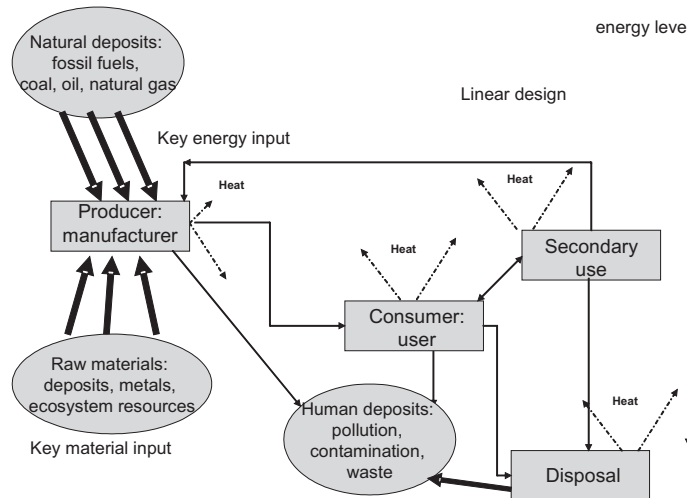 Natural deposits:
fossil fuels,
coal, oil, natural gas
energy leve
Linear design
Key energy input
Heat
Heat
Heat
Producer:
manufacturer
Secondary
use
Consumer:
user
Raw materials:
deposits, metals,
ecosystem resources
Key material input
Human deposits:
pollution,
contamination,
waste
Heat
Disposal